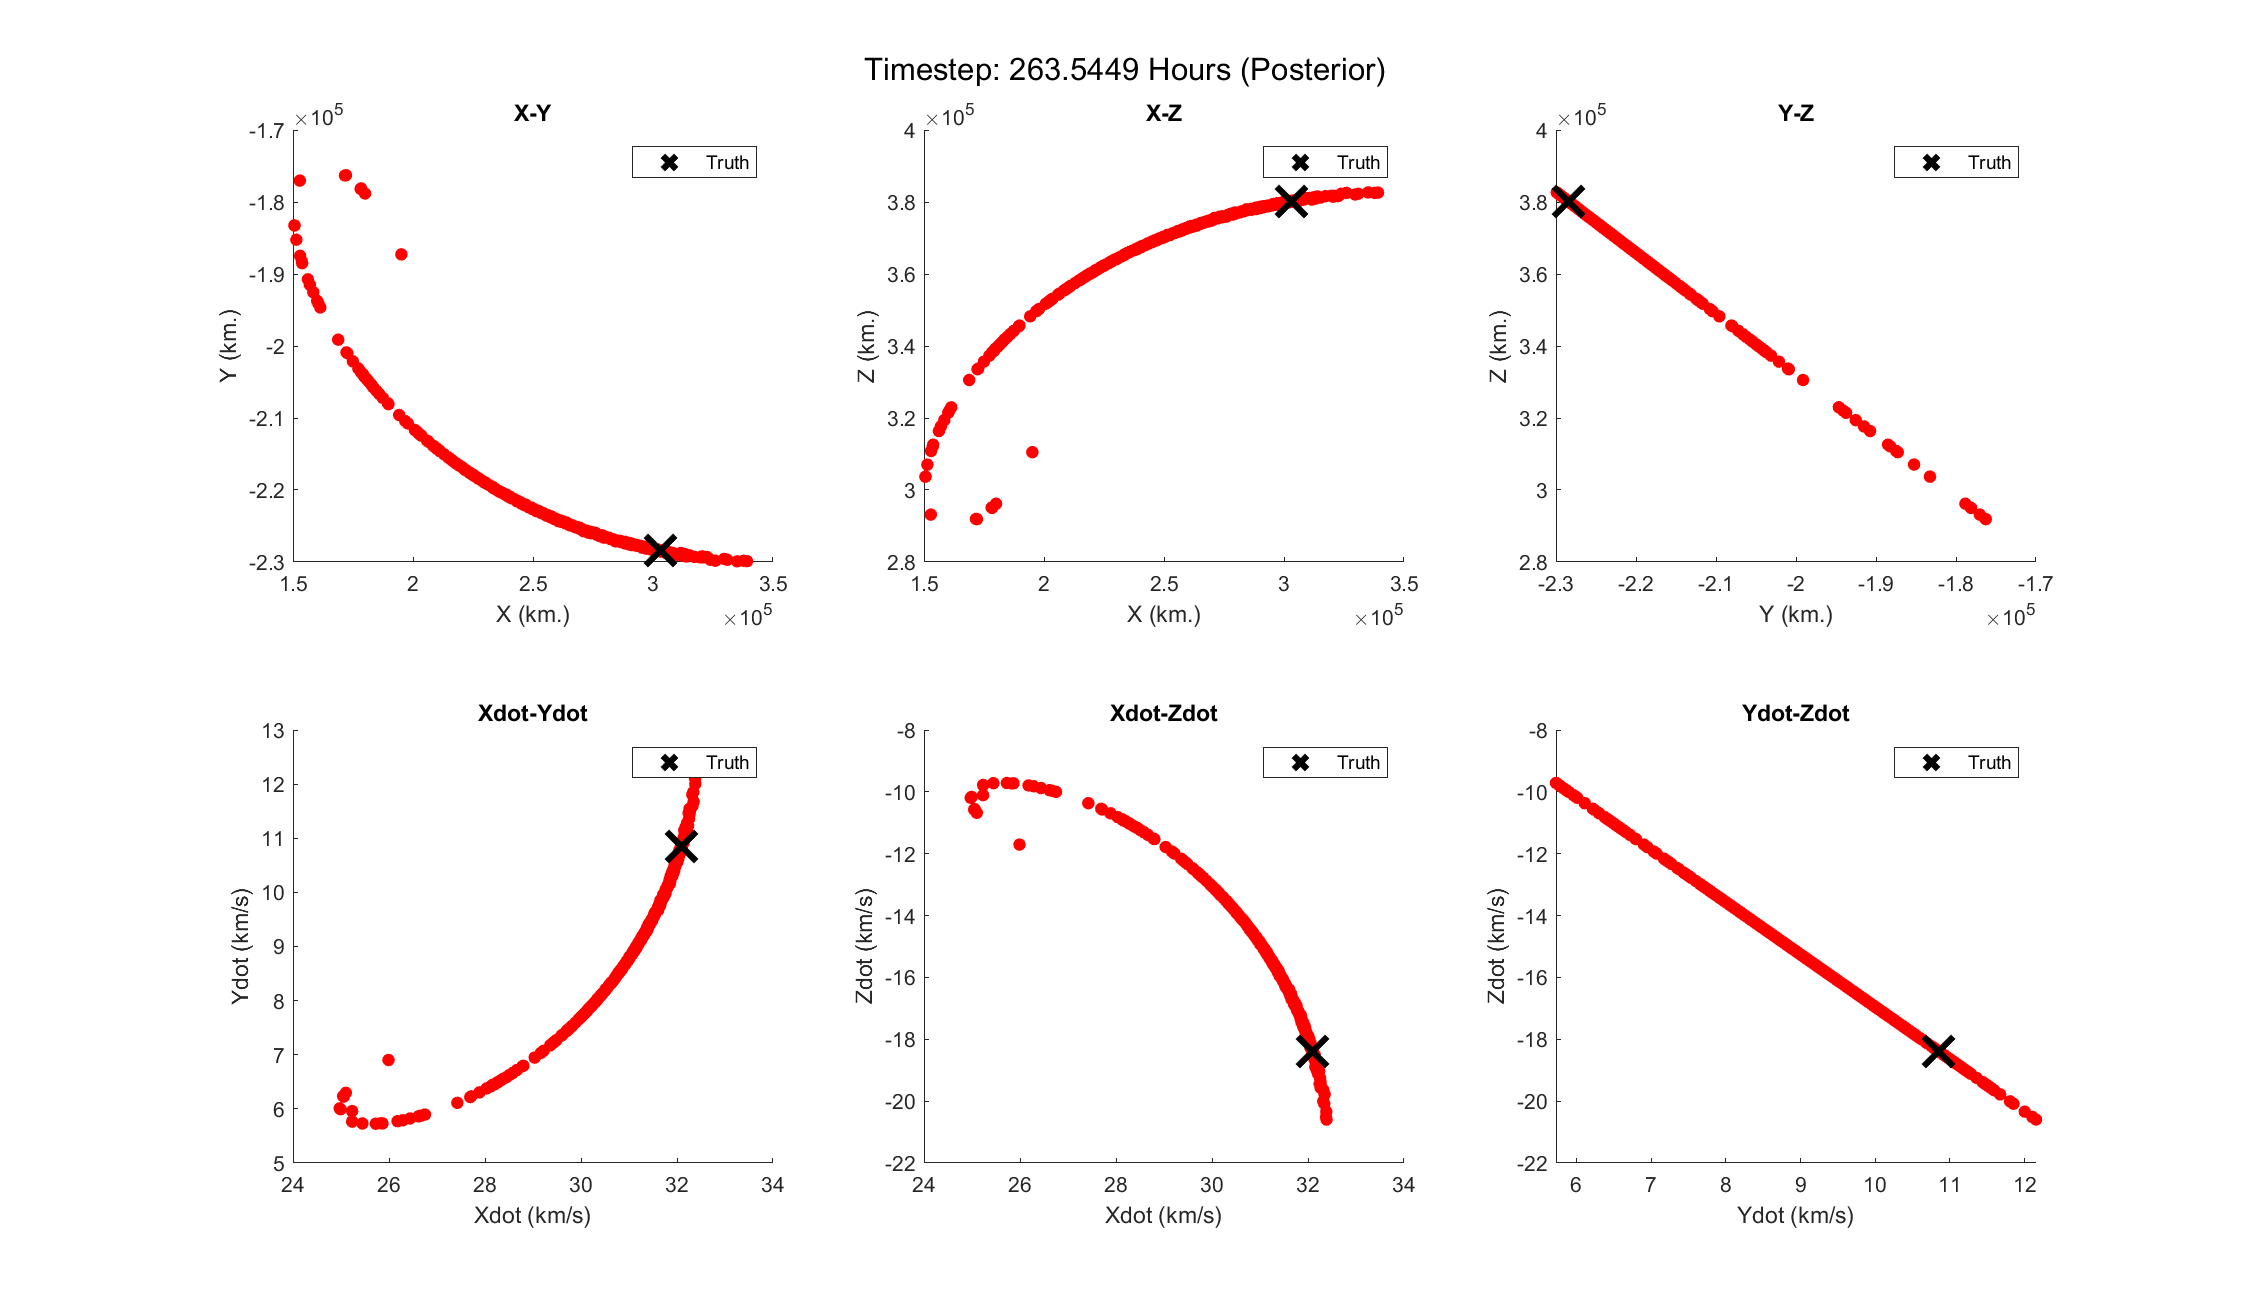 Timestep: 263.5449 Hours (Posterior)
X-Y
×10^5
-1.7
-1.8
-1.9
-2
-2.1
-2.2
-2.3
Y (km.)
Truth
1.5 2 2.5 3 3.5
X (km.)
×10^5
X-Z
×10^5
4
3.8
3.6
3.4
3.2
3
2.8
Z (km.)
Truth
1.5 2 2.5 3 3.5
X (km.)
×10^5
Y-Z
×10^5
4
3.8
3.6
3.4
3.2
3
2.8
Z (km.)
Truth
-2.3 -2.2 -2.1 -2 -1.9 -1.8 -1.7
Y (km.)
×10^5
Xdot-Ydot
13
12
11
10
9
8
7
6
5
Ydot (km/s)
Truth
24 26 28 30 32 34
Xdot (km/s)
Xdot-Zdot
-8
-10
-12
-14
-16
-18
-20
-22
Zdot (km/s)
Truth
24 26 28 30 32 34
Xdot (km/s)
Ydot-Zdot
-8
-10
-12
-14
-16
-18
-20
-22
Zdot (km/s)
Truth
6 7 8 9 10 11 12
Ydot (km/s)